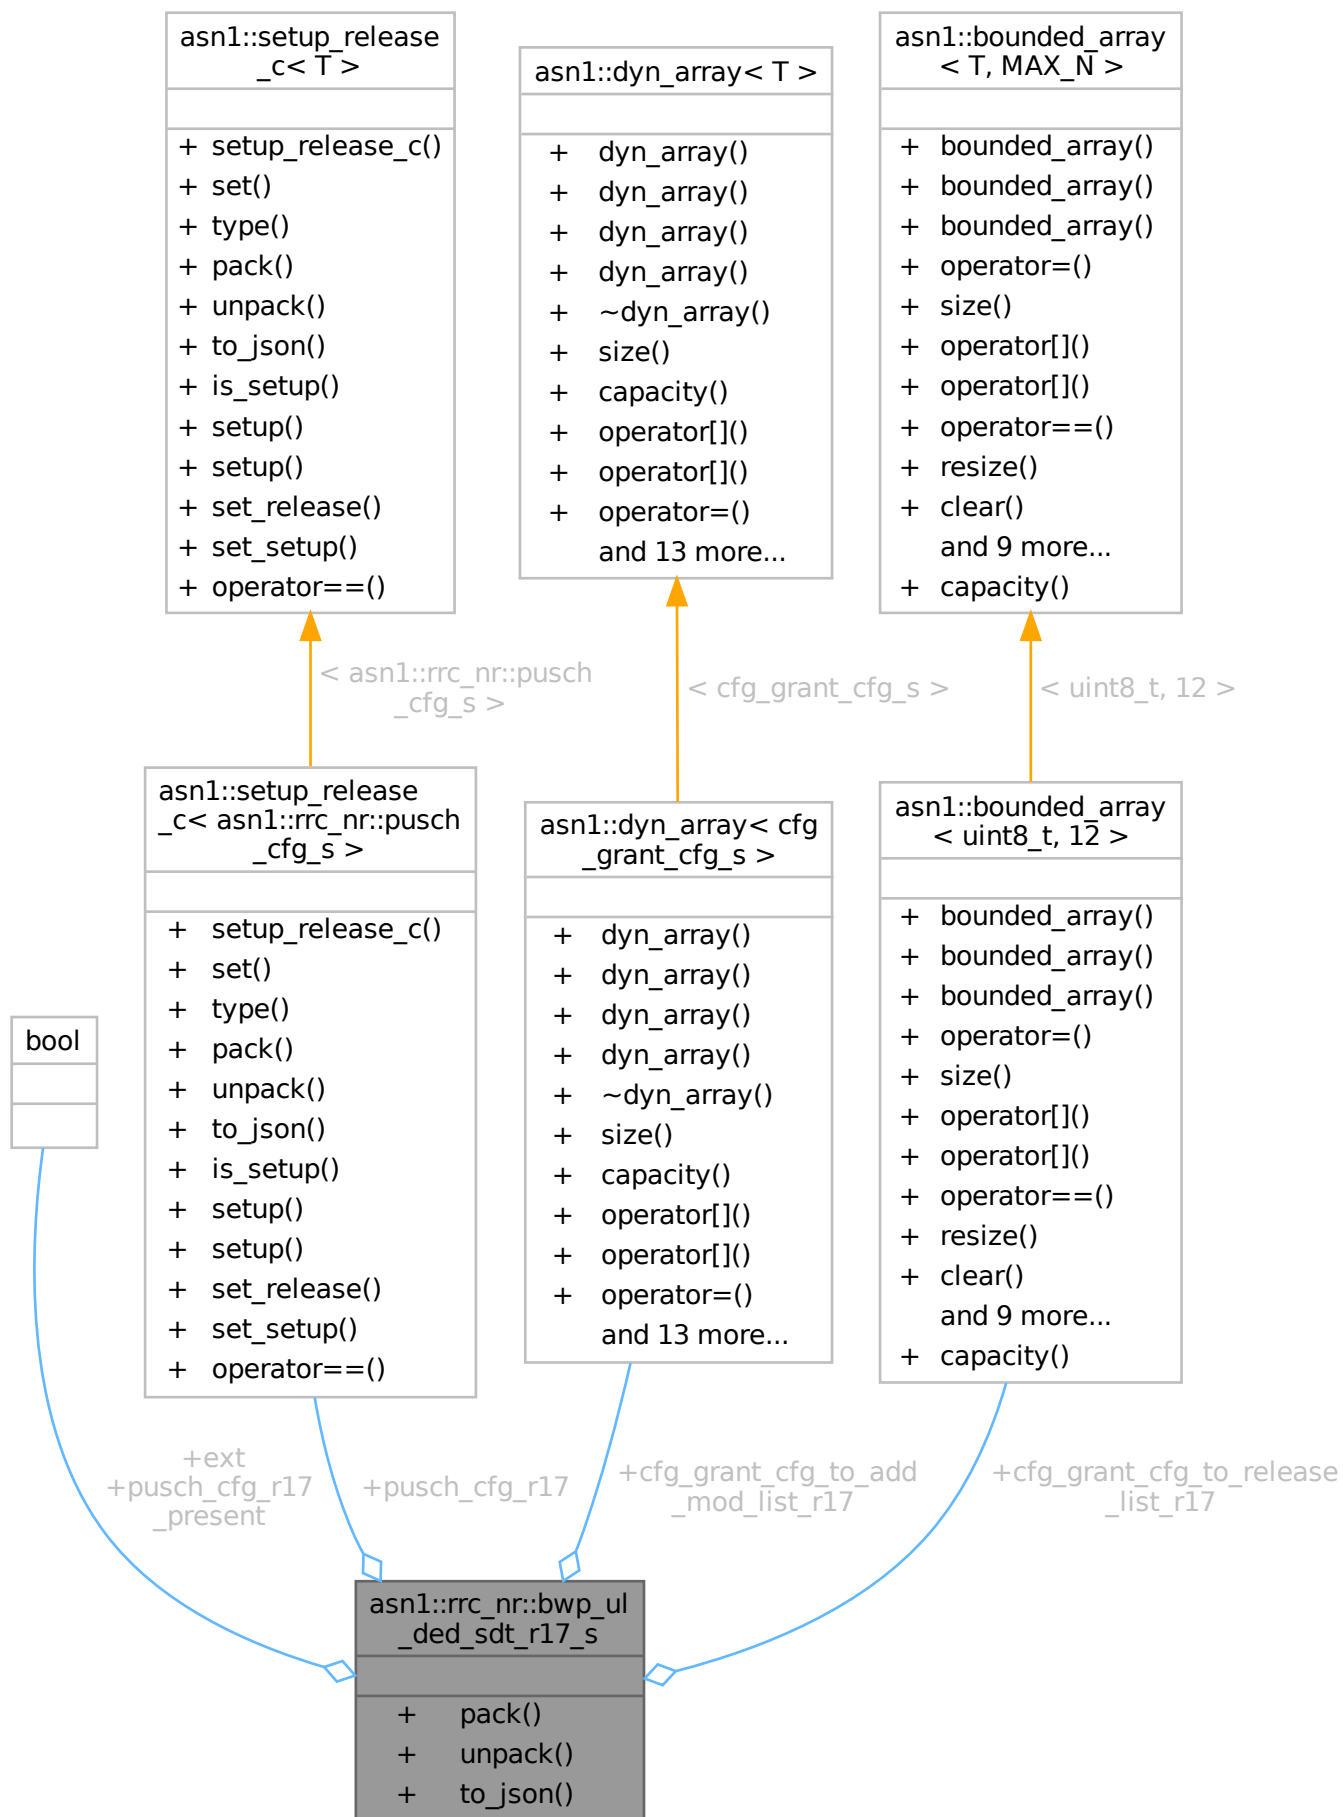 asn1::setup_release
_c< T >
+ setup_release_c()
+ set()
+ type()
+ pack()
+ unpack()
+ to_json()
+ is_setup()
+ setup()
+ setup()
+ set_release()
+ set_setup()
+ operator==()
asn1::dyn_array< T >
+ dyn_array()
+ dyn_array()
+ dyn_array()
+ dyn_array()
+ ~dyn_array()
+ size()
+ capacity()
+ operator[]()
+ operator[]()
+ operator=()
and 13 more...
asn1::bounded_array
< T, MAX_N >
+ bounded_array()
+ bounded_array()
+ bounded_array()
+ operator=()
+ size()
+ operator[]()
+ operator[]()
+ operator==()
+ resize()
+ clear()
and 9 more...
+ capacity()
< asn1::rrc_nr::pusch
_cfg_s >
< cfg_grant_cfg_s >
< uint8_t, 12 >
asn1::setup_release
_c< asn1::rrc_nr::pusch
_cfg_s >
+ setup_release_c()
+ set()
+ type()
+ pack()
+ unpack()
+ to_json()
+ is_setup()
+ setup()
+ setup()
+ set_release()
+ set_setup()
+ operator==()
asn1::dyn_array< cfg
_grant_cfg_s >
+ dyn_array()
+ dyn_array()
+ dyn_array()
+ dyn_array()
+ ~dyn_array()
+ size()
+ capacity()
+ operator[]()
+ operator[]()
+ operator=()
and 13 more...
asn1::bounded_array
< uint8_t, 12 >
+ bounded_array()
+ bounded_array()
+ bounded_array()
+ operator=()
+ size()
+ operator[]()
+ operator[]()
+ operator==()
+ resize()
+ clear()
and 9 more...
+ capacity()
bool
+ext
+pusch_cfg_r17
_present
+pusch_cfg_r17
+cfg_grant_cfg_to_add
_mod_list_r17
+cfg_grant_cfg_to_release
_list_r17
asn1::rrc_nr::bwp_ul
_ded_sdt_r17_s
+ pack()
+ unpack()
+ to_json()